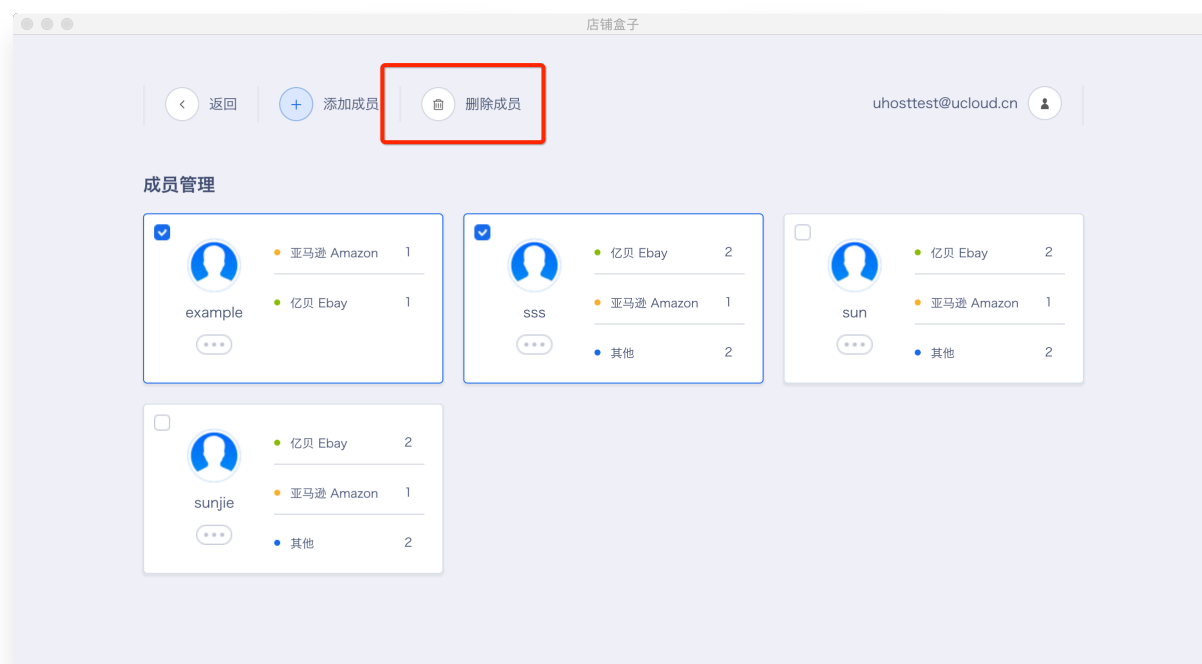 店铺盒子
返回
添加成员
删除成员
uhosttest@ucloud.cn
成员管理
example
亚马逊 Amazon 1
亿贝 Ebay 1
sss
亿贝 Ebay 2
亚马逊 Amazon 1
其他 2
sun
亿贝 Ebay 2
亚马逊 Amazon 1
其他 2
sunjie
亿贝 Ebay 2
亚马逊 Amazon 1
其他 2